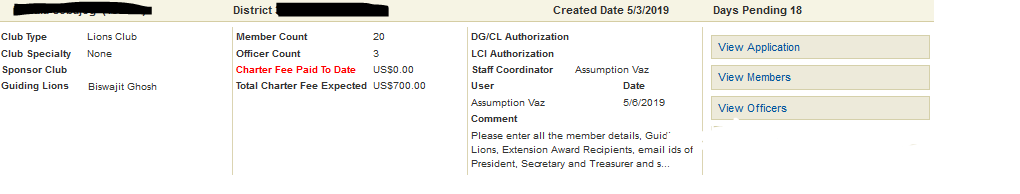 District
Created Date 5/3/2019
Days Pending 18
Club Type Lions Club
Club Specialty None
Sponsor Club
Guiding Lions Biswajit Ghosh
Member Count 20
Officer Count 3
Charter Fee Paid To Date US$0.00
Total Charter Fee Expected US$700.00
DG/CL Authorization
LCI Authorization
Staff Coordinator Assumption Vaz
User Date
Assumption Vaz 5/6/2019
Comment
Please enter all the member details, Guid
Lions, Extension Award Recipients, email ids of
President, Secretary and Treasurer and s...
View Application
View Members
View Officers